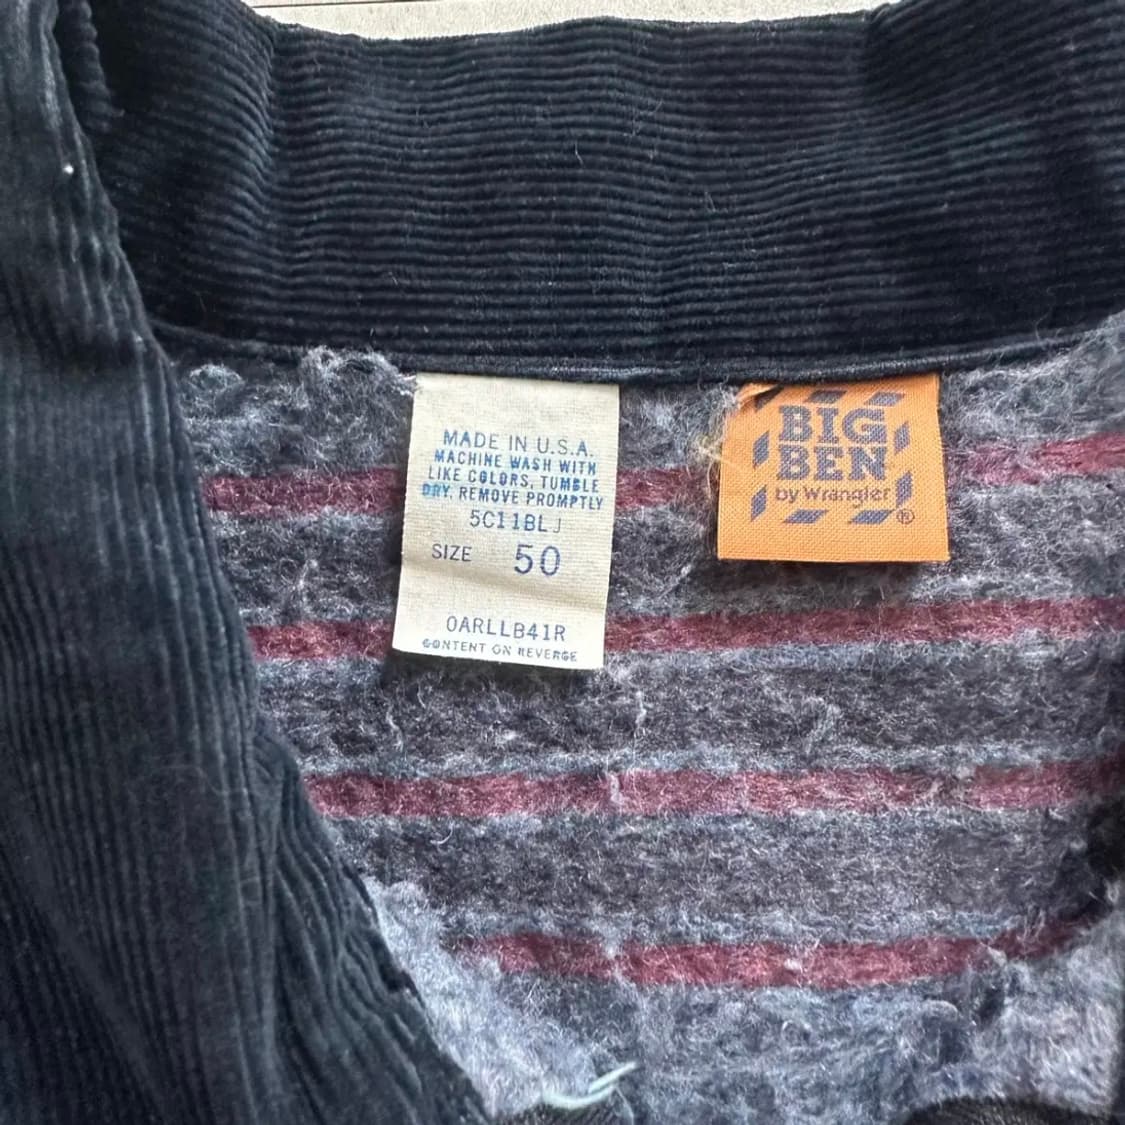 MADE IN U.S.A.
MACHINE WASH WITH
LIKE COLORS, TUMBLE
DRY, REMOVE PROMPTLY
5C11BLJ
SIZE 50
OARLLB41R
CONTENT ON REVERSE
BIG
BEN
by Wrangler
®